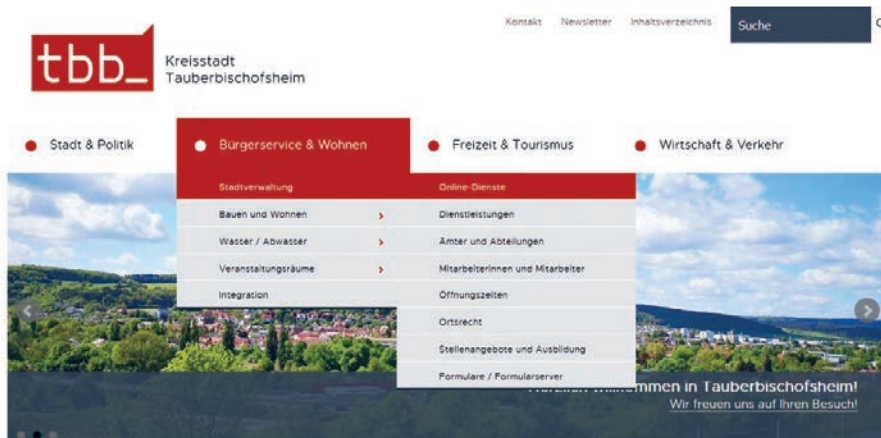 Kontakt Newsletter Inhaltsverzeichnis Suche
tbb_
Kreisstadt
Tauberbischofsheim
Stadt & Politik Bürgerservice & Wohnen Freizeit & Tourismus Wirtschaft & Verkehr
Stadtverwaltung
Bauen und Wohnen
Wasser / Abwasser
Veranstaltungsräume
Integration
Online-Dienste
Dienstleistungen
Ämter und Abteilungen
Mitarbeiterinnen und Mitarbeiter
Öffnungszeiten
Ortsrecht
Stellenangebote und Ausbildung
Formulare / Formularserver
in Tauberbischofsheim!
Wir freuen uns auf Ihren Besuch!